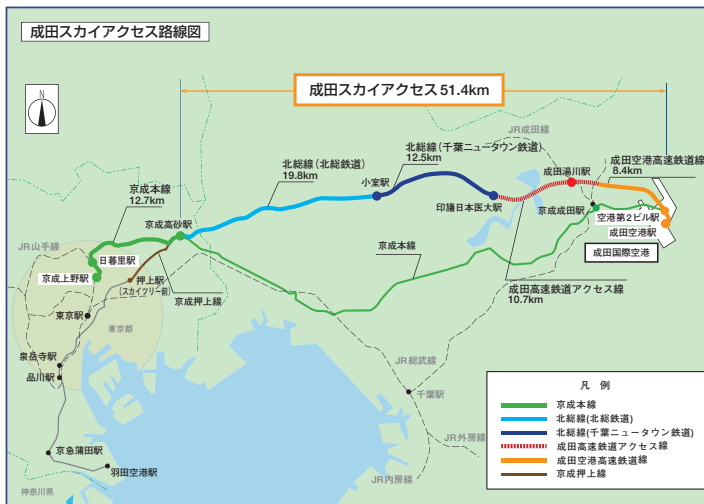 成田スカイアクセス路線図
N
成田スカイアクセス51.4km
JR成田線
北総線(北総鉄道)
19.8km
北総線(千葉ニュータウン鉄道)
12.5km
成田湯川駅
成田空港高速鉄道線
8.4km
京成本線
12.7km
小室駅
印旛日本医大駅
京成成田駅
空港第2ビル駅
成田空港駅
成田国際空港
京成高砂駅
JR山手線
日暮里駅
京成上野駅
押上駅
(スカイツリー前)
京成押上線
京成本線
成田高速鉄道アクセス線
10.7km
東京駅
東京都
泉岳寺駅
品川駅
JR総武線
千葉駅
JR外房線
JR内房線
京急蒲田駅
羽田空港駅
神奈川県
凡 例
京成本線
北総線(北総鉄道)
北総線(千葉ニュータウン鉄道)
成田高速鉄道アクセス線
成田空港高速鉄道線
京成押上線